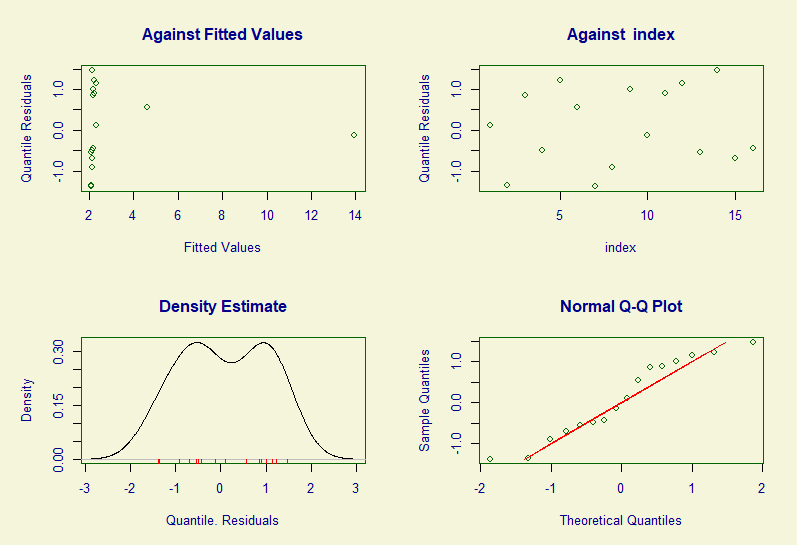 Against Fitted Values
Quantile Residuals
-1.0 0.0 1.0
2 4 6 8 10 12 14
Fitted Values
Against index
Quantile Residuals
-1.0 0.0 1.0
5 10 15
index
Density Estimate
Density
0.00 0.15 0.30
-3 -2 -1 0 1 2 3
Quantile. Residuals
Normal Q-Q Plot
Sample Quantiles
-1.0 0.0 1.0
-2 -1 0 1 2
Theoretical Quantiles